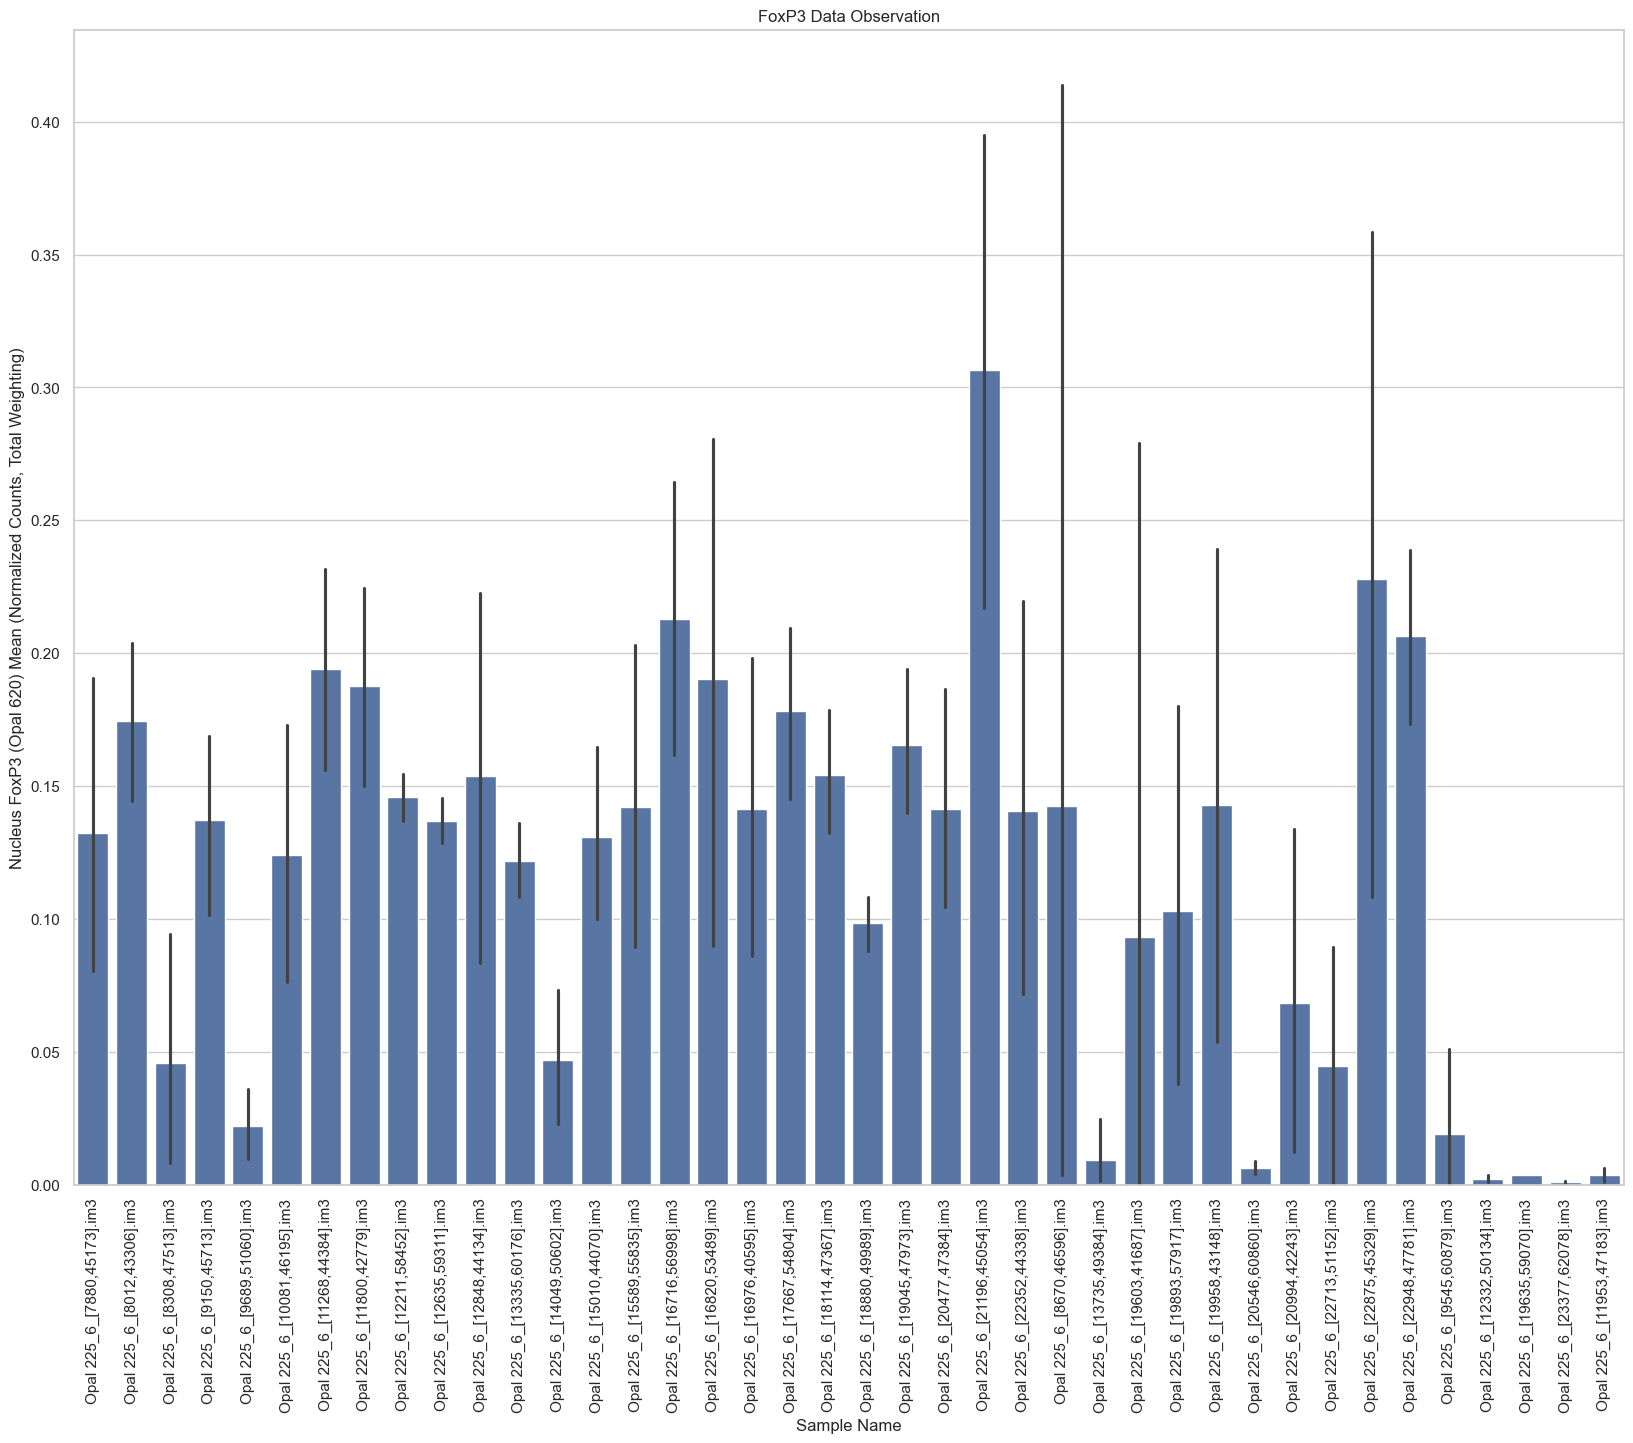 FoxP3 Data Observation
Nucleus FoxP3 (Opal 620) Mean (Normalized Counts, Total Weighting)
0.40
0.35
0.30
0.25
0.20
0.15
0.10
0.05
0.00
Opal 225_6_[7880,45173].im3
Opal 225_6_[8012,43306].im3
Opal 225_6_[8308,47513].im3
Opal 225_6_[9150,45713].im3
Opal 225_6_[9689,51060].im3
Opal 225_6_[10081,46195].im3
Opal 225_6_[11268,44384].im3
Opal 225_6_[11800,42779].im3
Opal 225_6_[12211,58452].im3
Opal 225_6_[12635,59311].im3
Opal 225_6_[12848,44134].im3
Opal 225_6_[13335,60176].im3
Opal 225_6_[14049,50602].im3
Opal 225_6_[15010,44070].im3
Opal 225_6_[15589,55835].im3
Opal 225_6_[16716,56998].im3
Opal 225_6_[16820,53489].im3
Opal 225_6_[16976,40595].im3
Opal 225_6_[17667,54804].im3
Opal 225_6_[18114,47367].im3
Opal 225_6_[18880,49989].im3
Opal 225_6_[19045,47973].im3
Opal 225_6_[20477,47384].im3
Opal 225_6_[21196,45054].im3
Opal 225_6_[22352,44338].im3
Opal 225_6_[8670,46596].im3
Opal 225_6_[13735,49384].im3
Opal 225_6_[19603,41687].im3
Opal 225_6_[19893,57917].im3
Opal 225_6_[19958,43148].im3
Opal 225_6_[20546,60860].im3
Opal 225_6_[20994,42243].im3
Opal 225_6_[22713,51152].im3
Opal 225_6_[22875,45329].im3
Opal 225_6_[22948,47781].im3
Opal 225_6_[9545,60879].im3
Opal 225_6_[12332,50134].im3
Opal 225_6_[19635,59070].im3
Opal 225_6_[23377,62078].im3
Opal 225_6_[11953,47183].im3
Sample Name